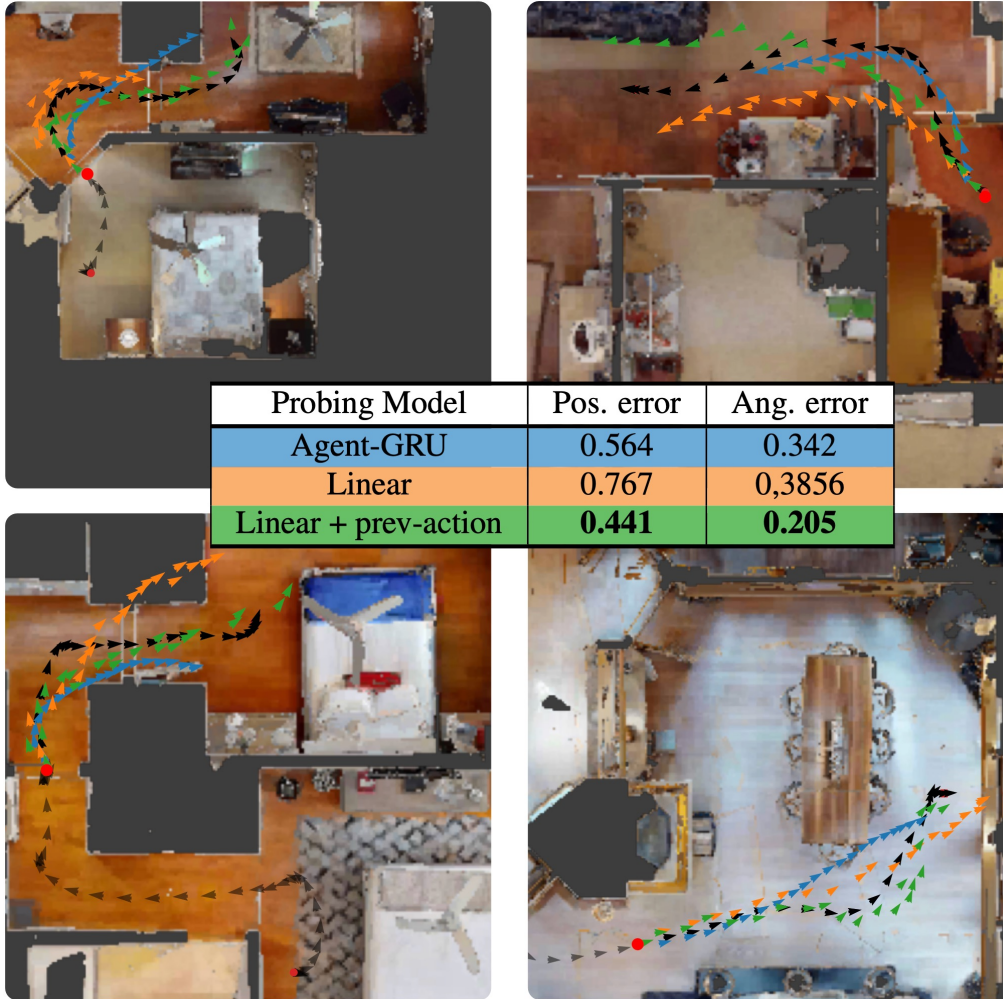 Probing Model Pos. error Ang. error
Agent-GRU 0.564 0.342
Linear 0.767 0,3856
Linear + prev-action 0.441 0.205